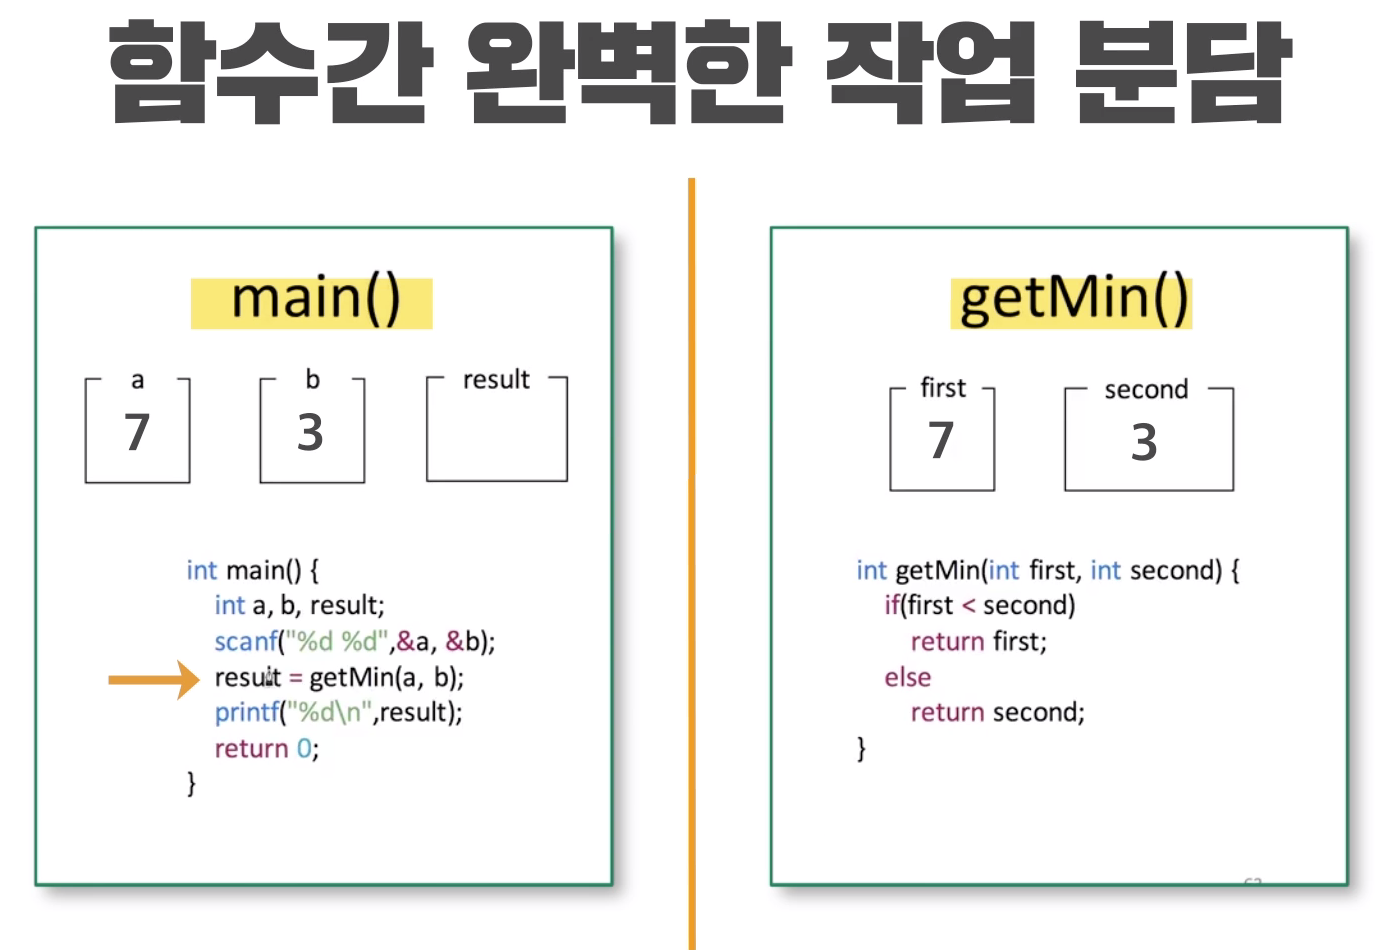 함수간 완벽한 작업 분담
main()
a
b
result
7
3
int main() {
int a, b, result;
scanf("%d %d",&a, &b);
result = getMin(a, b);
printf("%d\n",result);
return 0;
}
getMin()
first
second
7
3
int getMin(int first, int second) {
if(first < second)
return first;
else
return second;
}